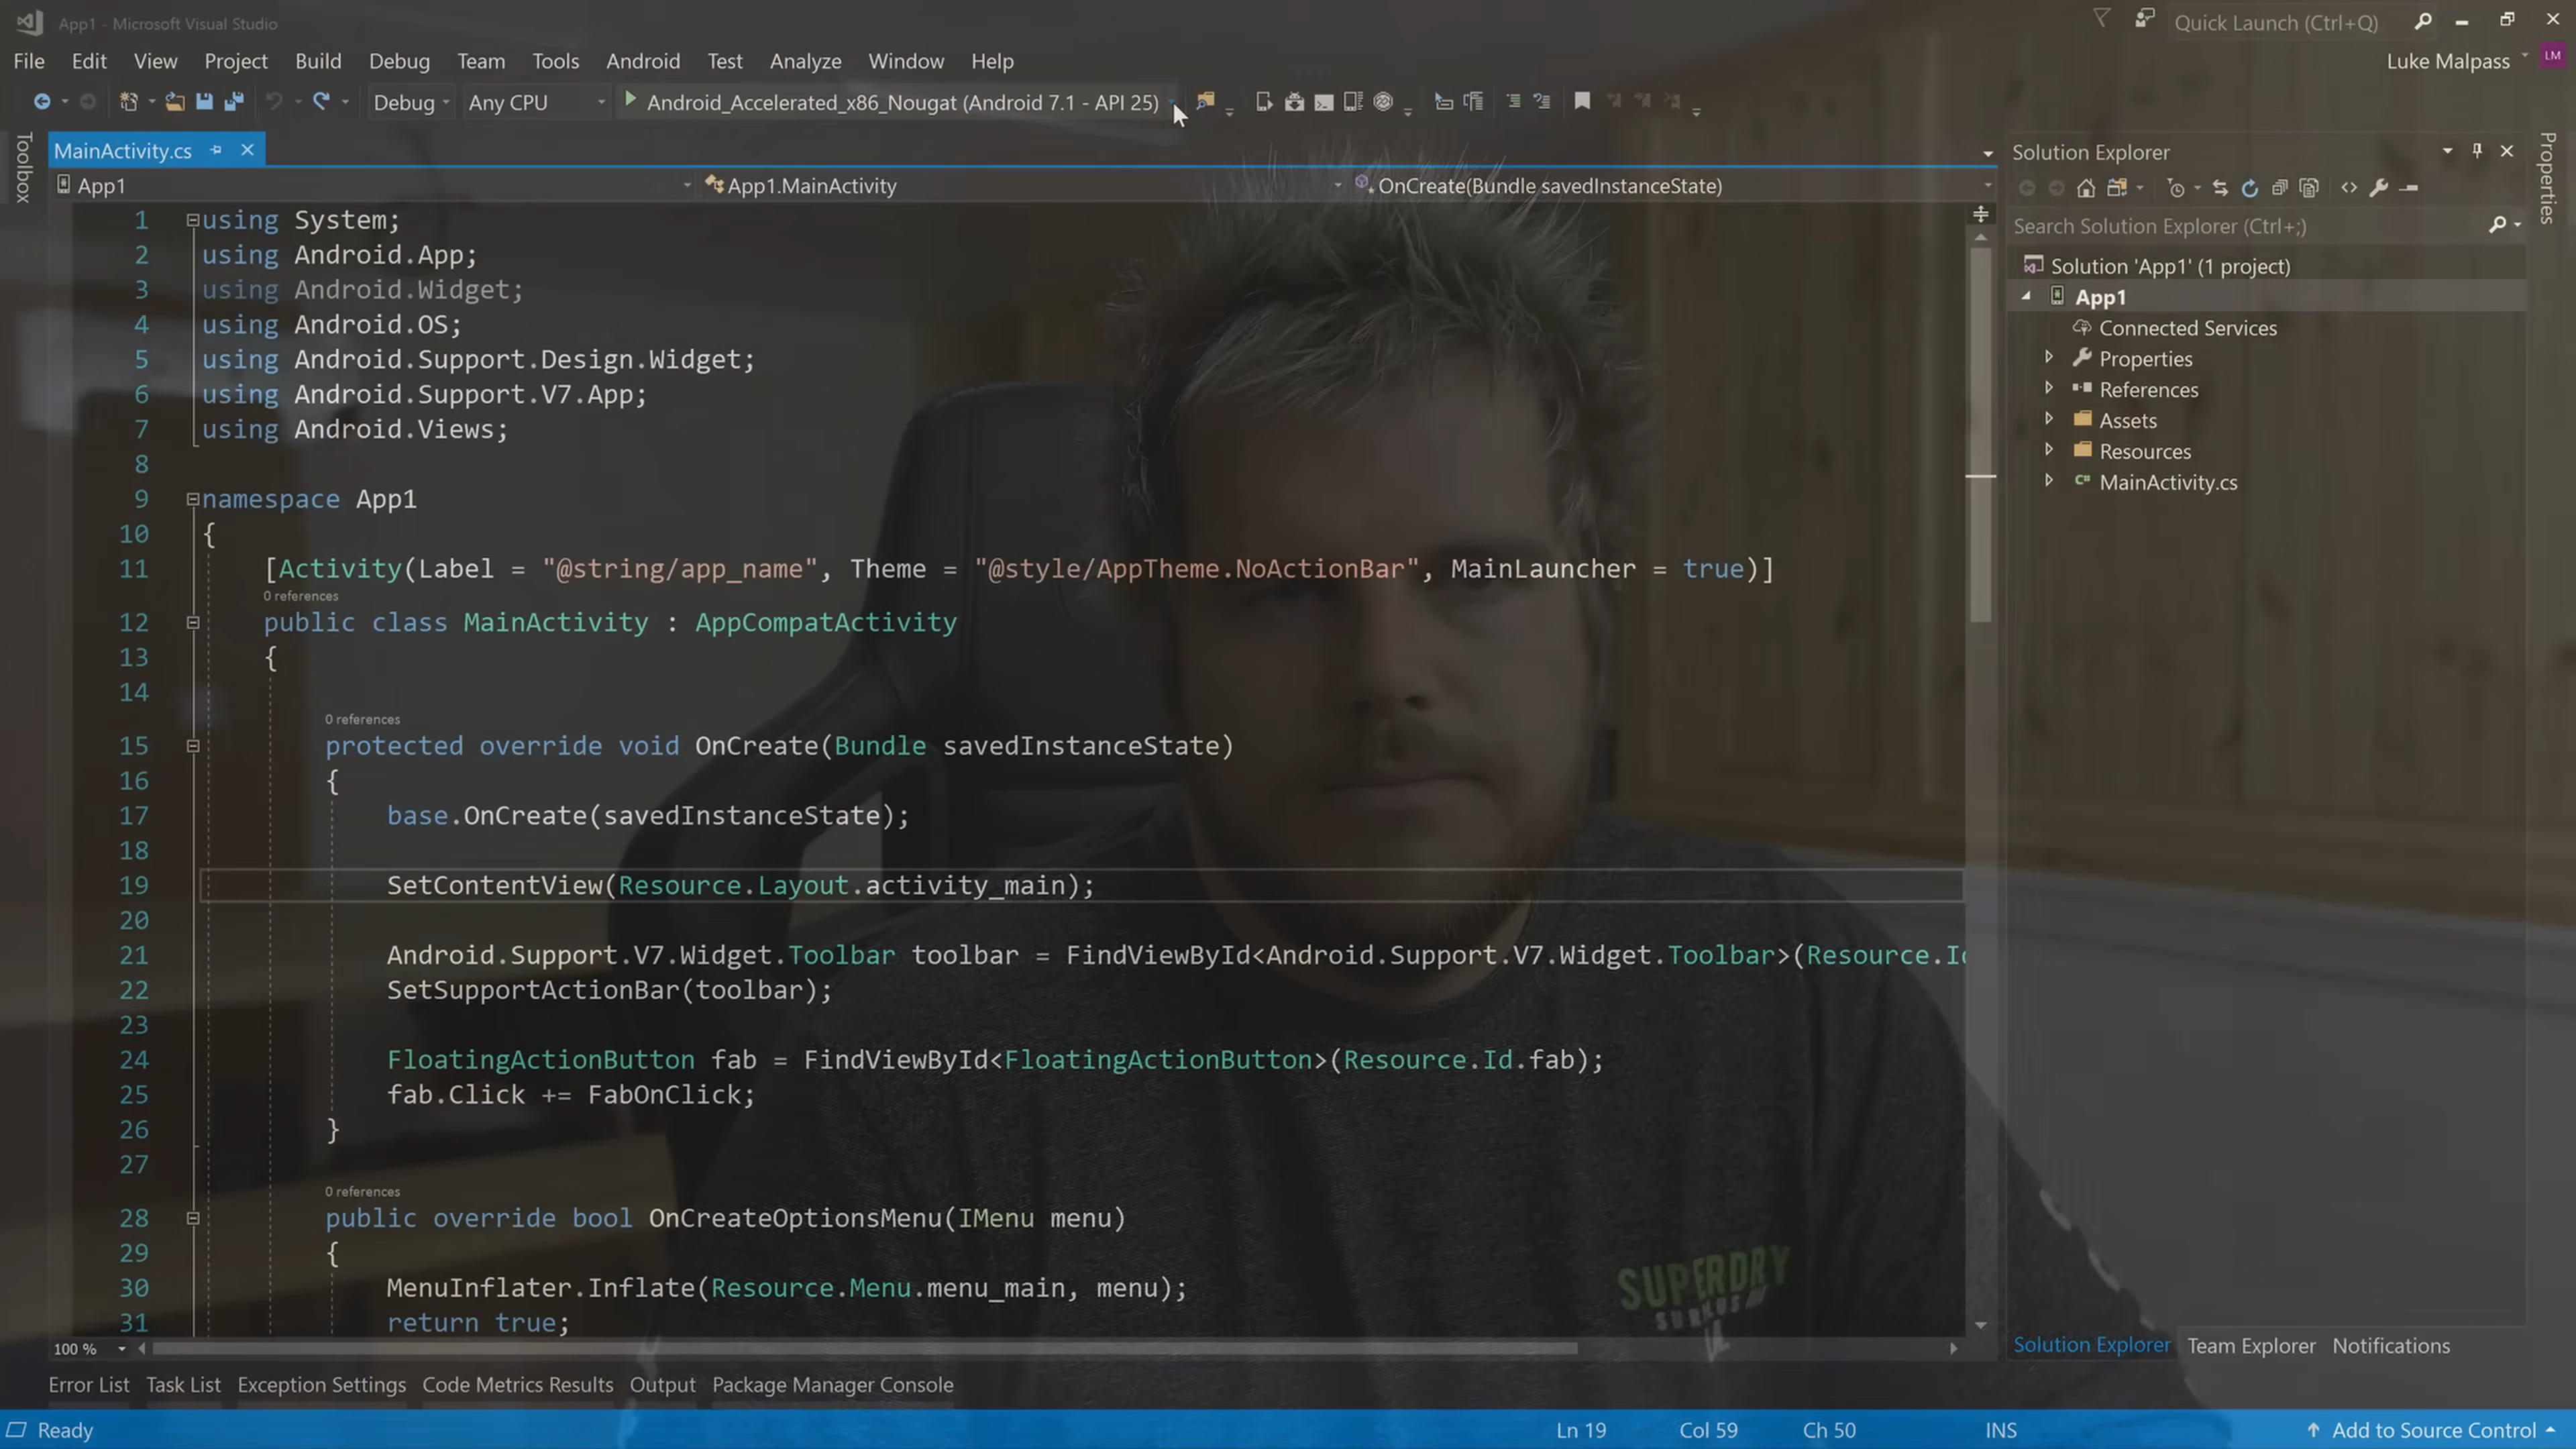 App1 - Microsoft Visual Studio
Quick Launch (Ctrl+Q)
File Edit View Project Build Debug Team Tools Android Test Analyze Window Help
Luke Malpass LM
Debug Any CPU Android_Accelerated_x86_Nougat (Android 7.1 - API 25)
Toolbox
MainActivity.cs
App1 App1.MainActivity OnCreate(Bundle savedInstanceState)
1 using System;
2 using Android.App;
3 using Android.Widget;
4 using Android.OS;
5 using Android.Support.Design.Widget;
6 using Android.Support.V7.App;
7 using Android.Views;
8
9 namespace App1
10 {
11 [Activity(Label = "@string/app_name", Theme = "@style/AppTheme.NoActionBar", MainLauncher = true)]
0 references
12 public class MainActivity : AppCompatActivity
13 {
14
0 references
15 protected override void OnCreate(Bundle savedInstanceState)
16 {
17 base.OnCreate(savedInstanceState);
18
19 SetContentView(Resource.Layout.activity_main);
20
21 Android.Support.V7.Widget.Toolbar toolbar = FindViewById<Android.Support.V7.Widget.Toolbar>(Resource.Id
22 SetSupportActionBar(toolbar);
23
24 FloatingActionButton fab = FindViewById<FloatingActionButton>(Resource.Id.fab);
25 fab.Click += FabOnClick;
26 }
27
0 references
28 public override bool OnCreateOptionsMenu(IMenu menu)
29 {
30 MenuInflater.Inflate(Resource.Menu.menu_main, menu);
31 return true;
100 %
Solution Explorer
Search Solution Explorer (Ctrl+;)
Solution 'App1' (1 project)
App1
Connected Services
Properties
References
Assets
Resources
C# MainActivity.cs
Properties
SUPERDRY
Solution Explorer Team Explorer Notifications
Error List Task List Exception Settings Code Metrics Results Output Package Manager Console
Ready Ln 19 Col 59 Ch 50 INS Add to Source Control